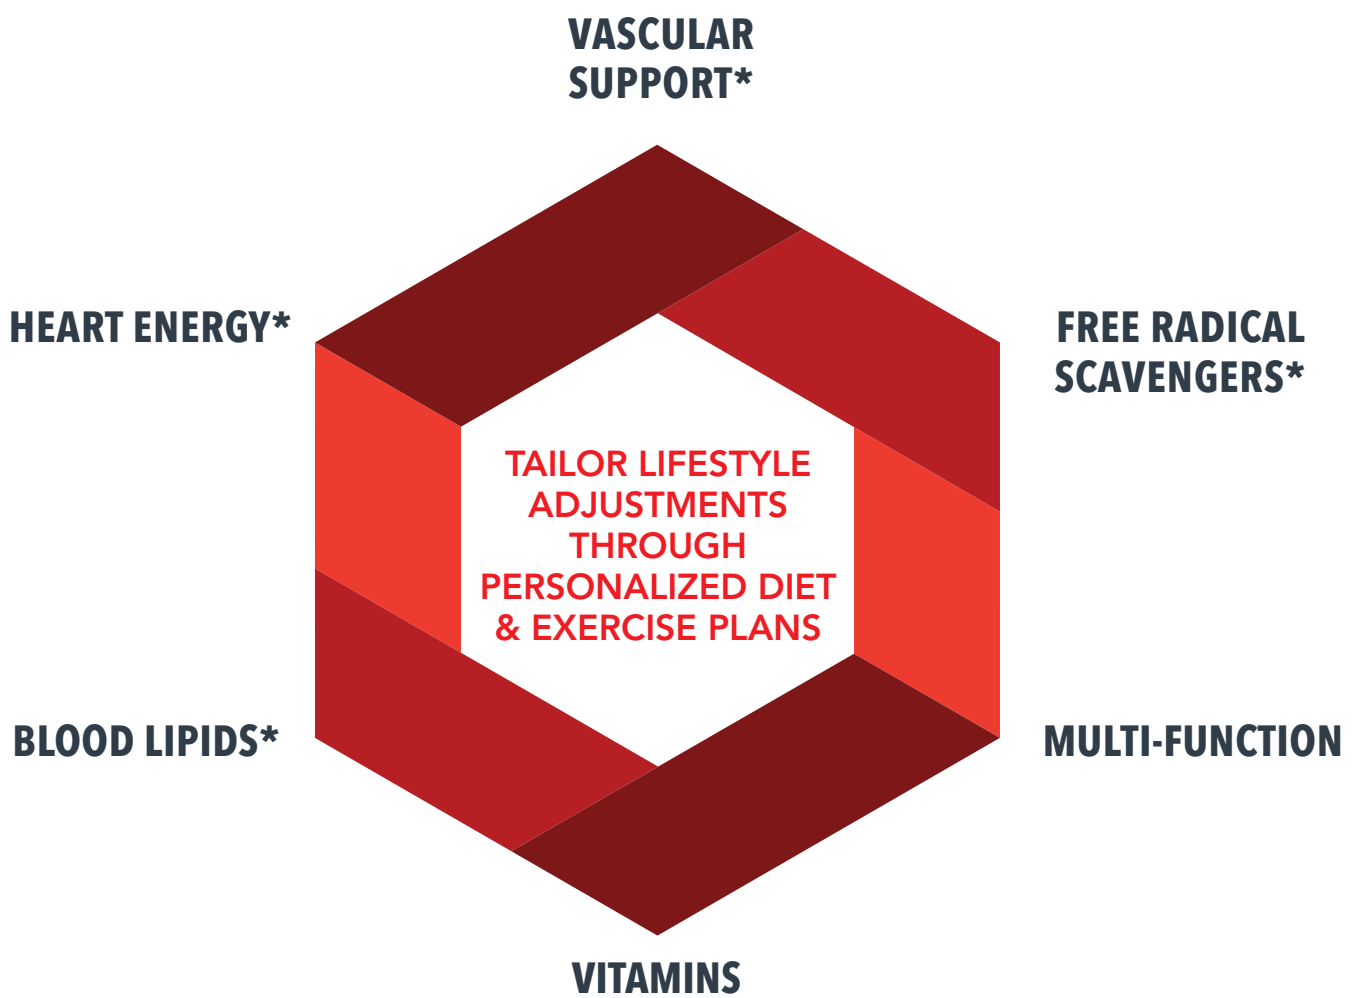 VASCULAR
SUPPORT*
HEART ENERGY*
FREE RADICAL
SCAVENGERS*
TAILOR LIFESTYLE
ADJUSTMENTS
THROUGH
PERSONALIZED DIET
& EXERCISE PLANS
BLOOD LIPIDS*
MULTI-FUNCTION
VITAMINS